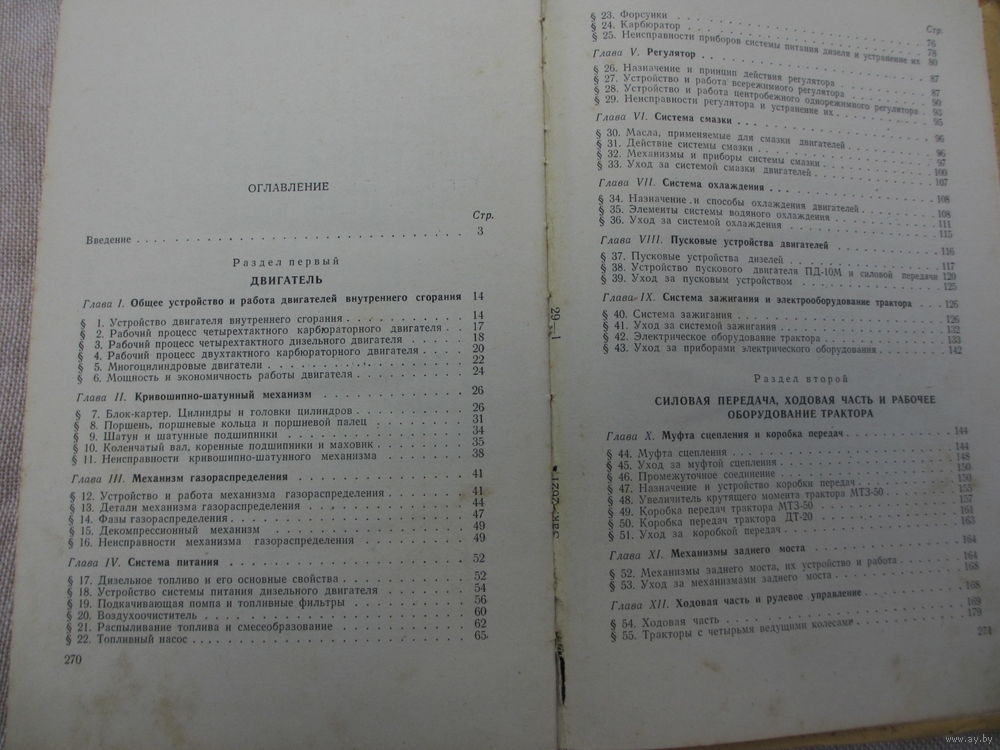 ОГЛАВЛЕНИЕ
Стр.
Введение . . . 3
Раздел первый
ДВИГАТЕЛЬ
Глава I. Общее устройство и работа двигателей внутреннего сгорания 14
§ 1. Устройство двигателя внутреннего сгорания . . . 14
§ 2. Рабочий процесс четырехтактного карбюраторного двигателя . . 17
§ 3. Рабочий процесс четырехтактного дизельного двигателя . . . 18
§ 4. Рабочий процесс двухтактного карбюраторного двигателя . . . 20
§ 5. Многоцилиндровые двигатели . . . 22
§ 6. Мощность и экономичность работы двигателя . . . 24
Глава II. Кривошипно-шатунный механизм . . . 26
§ 7. Блок-картер. Цилиндры и головки цилиндров . . . 26
§ 8. Поршень, поршневые кольца и поршневой палец . . . 31
§ 9. Шатун и шатунные подшипники . . . 34
§ 10. Коленчатый вал, коренные подшипники и маховик . . . 35
§ 11. Неисправности кривошипно-шатунного механизма . . . 38
Глава III. Механизм газораспределения . . . 41
§ 12. Устройство и работа механизма газораспределения . . . 41
§ 13. Детали механизма газораспределения . . . 44
§ 14. Фазы газораспределения . . . 47
§ 15. Декомпрессионный механизм . . . 49
§ 16. Неисправности механизма газораспределения . . . 49
Глава IV. Система питания . . . 52
§ 17. Дизельное топливо и его основные свойства . . . 52
§ 18. Устройство системы питания дизельного двигателя . . . 54
§ 19. Подкачивающая помпа и топливные фильтры . . . 56
§ 20. Воздухоочиститель . . . 60
§ 21. Распыливание топлива и смесеобразование . . . 62
§ 22. Топливный насос . . . 65
270
Стр.
§ 23. Форсунки . . . 76
§ 24. Карбюратор . . . 78
§ 25. Неисправности приборов системы питания дизеля и устранение их 80
Глава V. Регулятор . . . 87
§ 26. Назначение и принцип действия регулятора . . . 87
§ 27. Устройство и работа всережимного регулятора . . . 90
§ 28. Устройство и работа центробежного однорежимного регулятора . 93
§ 29. Неисправности регулятора и устранение их . . . 95
Глава VI. Система смазки . . . 96
§ 30. Масла, применяемые для смазки двигателей . . . 96
§ 31. Действие системы смазки . . . 97
§ 32. Механизмы и приборы системы смазки . . . 100
§ 33. Уход за системой смазки двигателей . . . 107
Глава VII. Система охлаждения . . . 108
§ 34. Назначение и способы охлаждения двигателей . . . 108
§ 35. Элементы системы водяного охлаждения . . . 111
§ 36. Уход за системой охлаждения . . . 115
Глава VIII. Пусковые устройства двигателей . . . 116
§ 37. Пусковые устройства дизелей . . . 117
§ 38. Устройство пускового двигателя ПД-10М и силовой передачи 120
§ 39. Уход за пусковым устройством . . . 125
Глава IX. Система зажигания и электрооборудование трактора . . . 126
§ 40. Система зажигания . . . 126
§ 41. Уход за системой зажигания . . . 132
§ 42. Электрическое оборудование трактора . . . 133
§ 43. Уход за приборами электрического оборудования . . . 142
Раздел второй
СИЛОВАЯ ПЕРЕДАЧА, ХОДОВАЯ ЧАСТЬ И РАБОЧЕЕ
ОБОРУДОВАНИЕ ТРАКТОРА
Глава X. Муфта сцепления и коробка передач . . . 144
§ 44. Муфта сцепления . . . 144
§ 45. Уход за муфтой сцепления . . . 148
§ 46. Промежуточное соединение . . . 150
§ 47. Назначение и устройство коробки передач . . . 150
§ 48. Увеличитель крутящего момента трактора МТЗ-50 . . . 155
§ 49. Коробка передач трактора МТЗ-50 . . . 157
§ 50. Коробка передач трактора ДТ-20 . . . 161
§ 51. Уход за коробкой передач . . . 163
Глава XI. Механизмы заднего моста . . . 164
§ 52. Механизмы заднего моста, их устройство и работа . . . 164
§ 53. Уход за механизмами заднего моста . . . 168
Глава XII. Ходовая часть и рулевое управление . . . 168
§ 54. Ходовая часть . . . 169
§ 55. Тракторы с четырьмя ведущими колесами . . . 179
271
www.ay.by